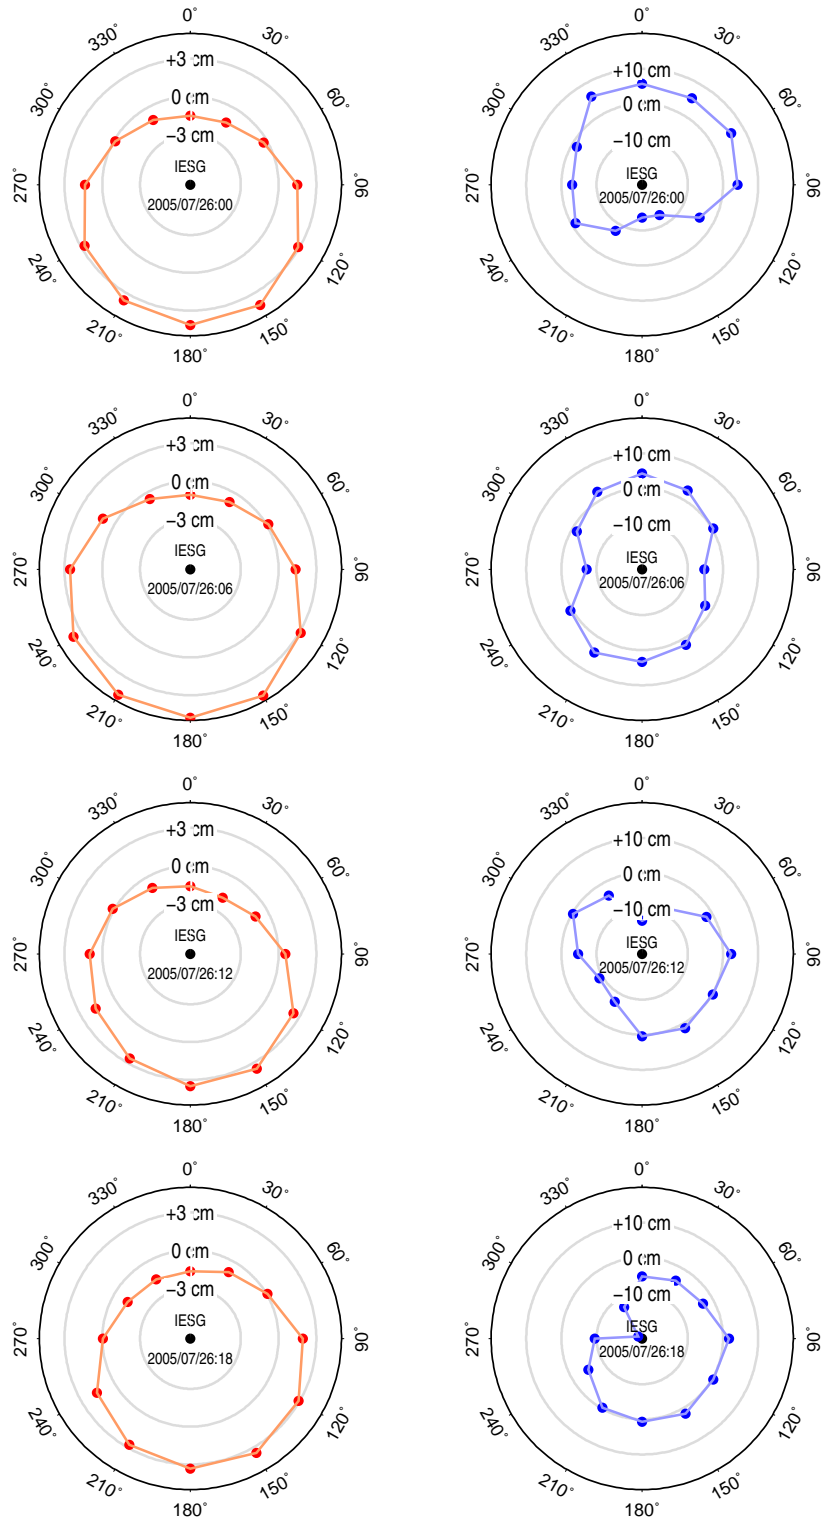 0° 0°
330° 30° 330° 30°
+3 cm +10 cm
300° 60° 300° 60°
0 cm 0 cm
−3 cm −10 cm
IESG IESG
270° 90° 270° 90°
2005/07/26:00 2005/07/26:00
240° 120° 240° 120°
210° 150° 210° 150°
180° 180°
0° 0°
330° 30° 330° 30°
+3 cm +10 cm
300° 60° 300° 60°
0 cm 0 cm
−3 cm −10 cm
IESG IESG
270° 90° 270° 90°
2005/07/26:06 2005/07/26:06
240° 120° 240° 120°
210° 150° 210° 150°
180° 180°
0° 0°
330° 30° 330° 30°
+3 cm +10 cm
300° 60° 300° 60°
0 cm 0 cm
−3 cm −10 cm
IESG IESG
270° 90° 270° 90°
2005/07/26:12 2005/07/26:12
240° 120° 240° 120°
210° 150° 210° 150°
180° 180°
0° 0°
330° 30° 330° 30°
+3 cm +10 cm
300° 60° 300° 60°
0 cm 0 cm
−3 cm −10 cm
IESG IESG
270° 90° 270° 90°
2005/07/26:18 2005/07/26:18
240° 120° 240° 120°
210° 150° 210° 150°
180° 180°